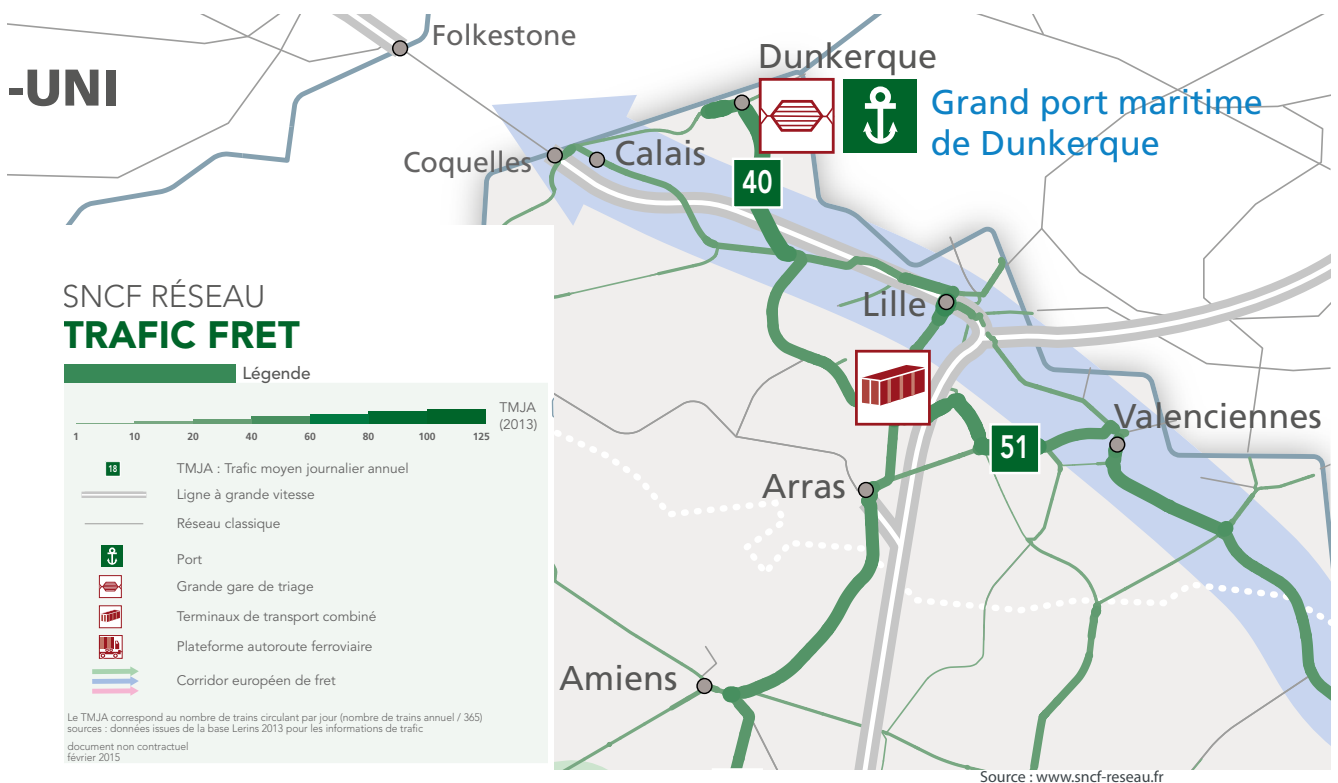 Folkestone
-UNI
Dunkerque
Grand port maritime
de Dunkerque
Coquelles
Calais
40
Lille
Valenciennes
51
Arras
Amiens
SNCF RÉSEAU
TRAFIC FRET
Légende
TMJA
(2013)
1 10 20 40 60 80 100 125
18 TMJA : Trafic moyen journalier annuel
Ligne à grande vitesse
Réseau classique
Port
Grande gare de triage
Terminaux de transport combiné
Plateforme autoroute ferroviaire
Corridor européen de fret
Le TMJA correspond au nombre de trains circulant par jour (nombre de trains annuel / 365)
sources : données issues de la base Lerins 2013 pour les informations de trafic
document non contractuel
février 2015
Source : www.sncf-reseau.fr